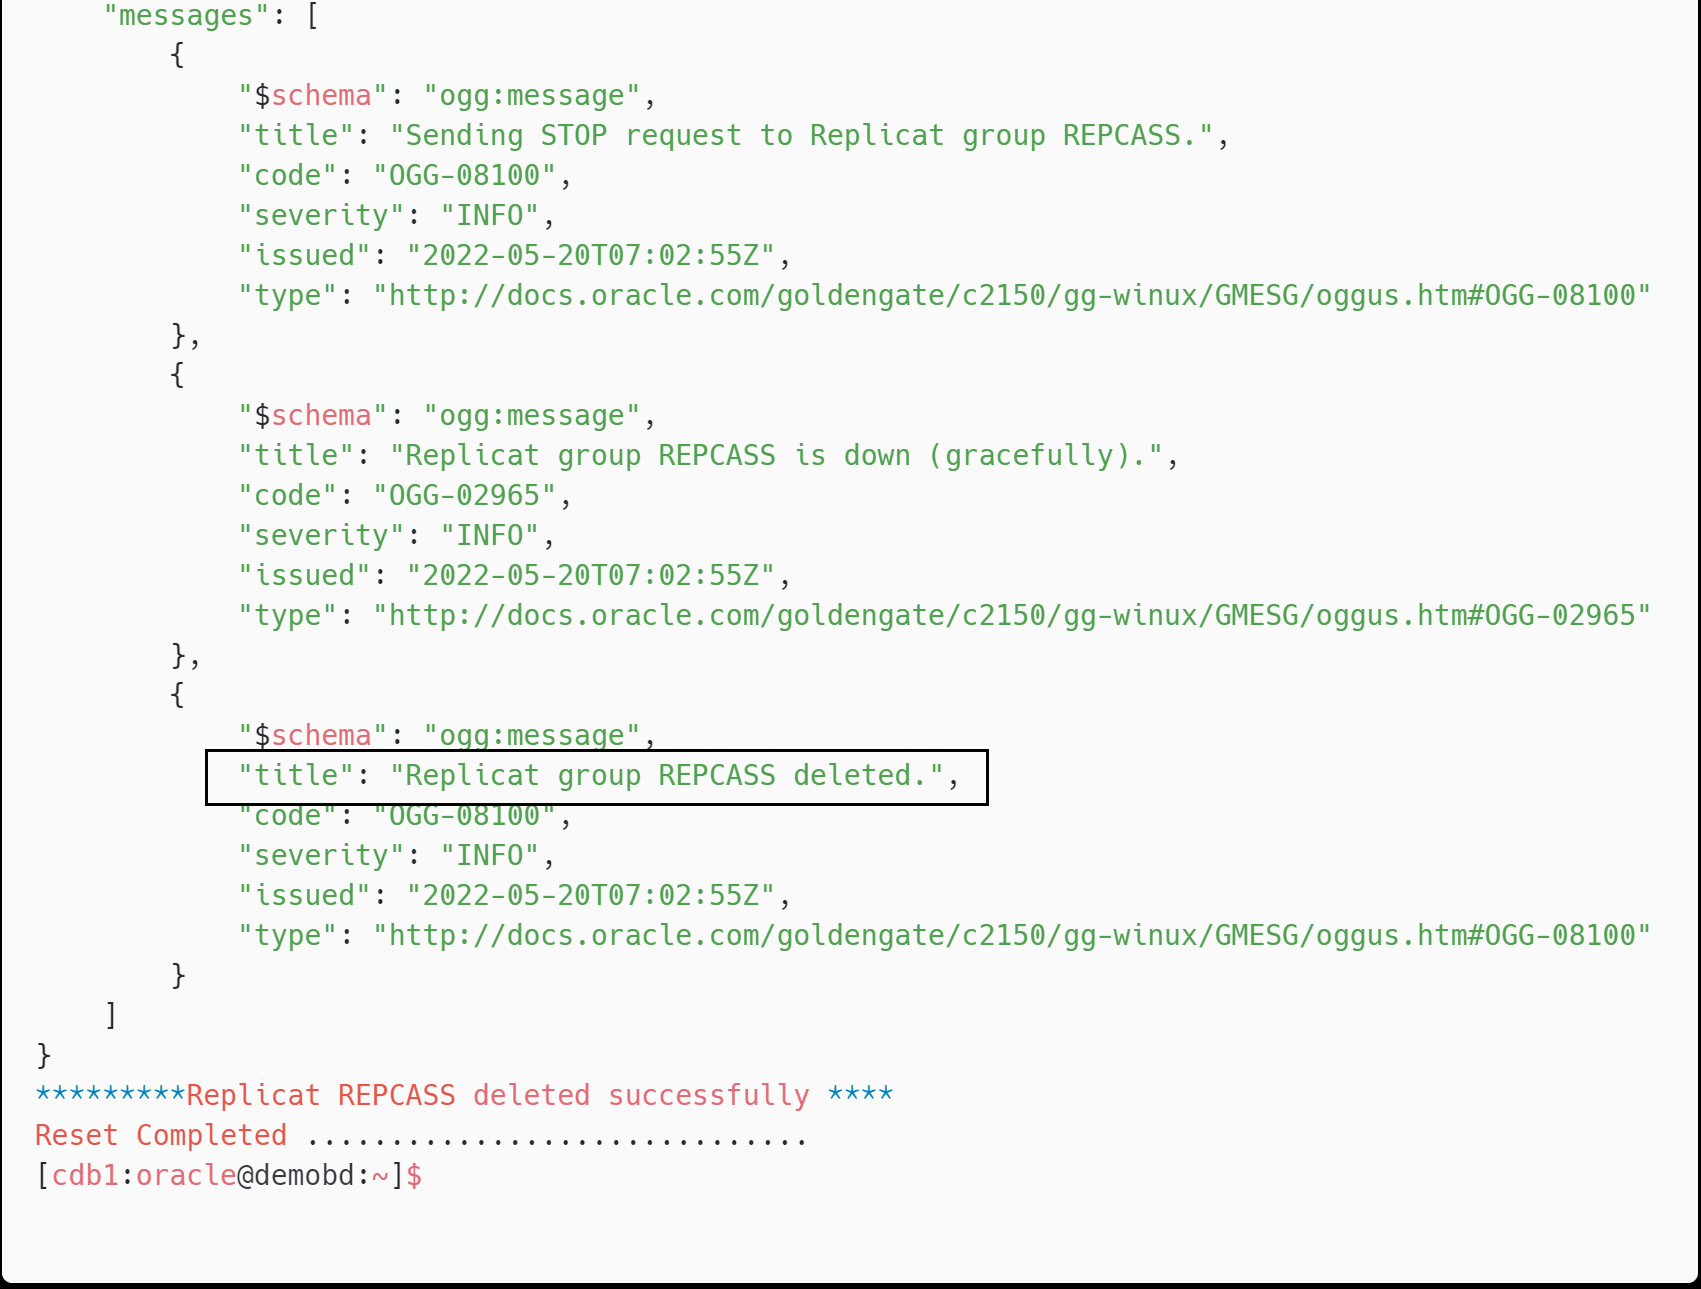 "messages": [
{
"$schema": "ogg:message",
"title": "Sending STOP request to Replicat group REPCASS.",
"code": "OGG-08100",
"severity": "INFO",
"issued": "2022-05-20T07:02:55Z",
"type": "http://docs.oracle.com/goldengate/c2150/gg-winux/GMESG/oggus.htm#OGG-08100"
},
{
"$schema": "ogg:message",
"title": "Replicat group REPCASS is down (gracefully).",
"code": "OGG-02965",
"severity": "INFO",
"issued": "2022-05-20T07:02:55Z",
"type": "http://docs.oracle.com/goldengate/c2150/gg-winux/GMESG/oggus.htm#OGG-02965"
},
{
"$schema": "ogg:message",
"title": "Replicat group REPCASS deleted.",
"code": "OGG-08100",
"severity": "INFO",
"issued": "2022-05-20T07:02:55Z",
"type": "http://docs.oracle.com/goldengate/c2150/gg-winux/GMESG/oggus.htm#OGG-08100"
}
]
}
*********Replicat REPCASS deleted successfully ****
Reset Completed ..............................
[cdb1:oracle@demobd:~]$